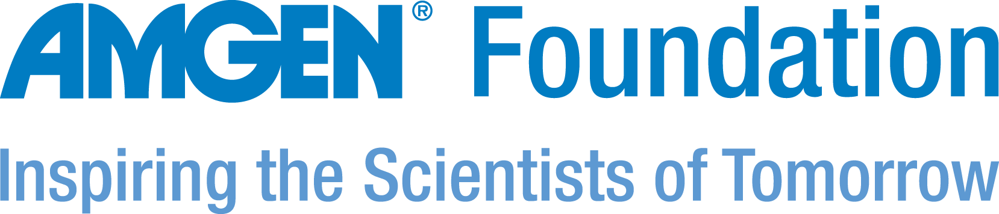 AMGEN® Foundation
Inspiring the Scientists of Tomorrow